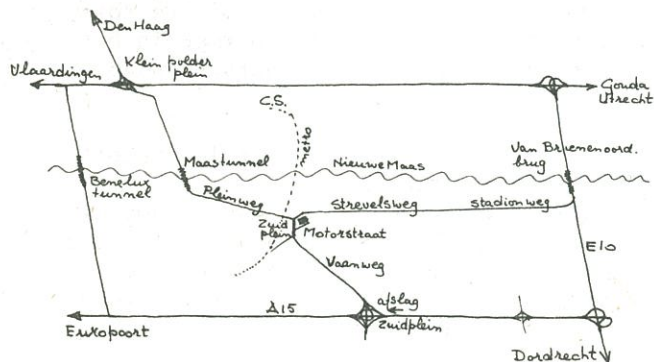 Den Haag
Klein polder
plein
Vlaardingen
Gouda
Utrecht
C.S.
metro
Maastunnel
Nieuwe Maas
Van Brienenoord.
brug
Benelux
tunnel
Pleinweg
Strevelsweg
stadionweg
Zuid
plein
Motorstraat
Vaanweg
E10
afslag
Zuidplein
A15
Europoort
Dordrecht